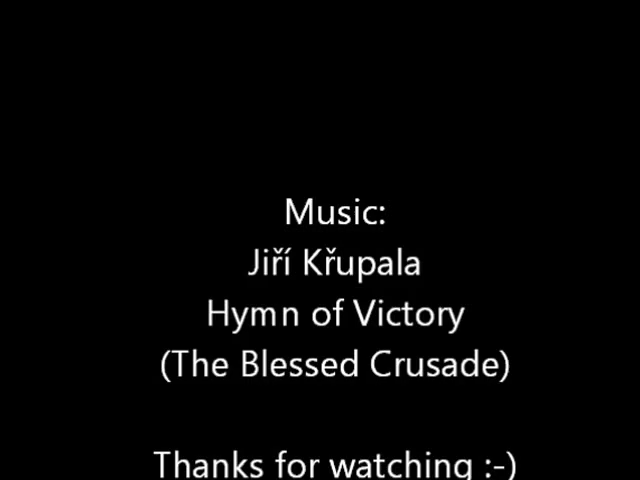 Music:
Jiří Křupala
Hymn of Victory
(The Blessed Crusade)
Thanks for watching :-)